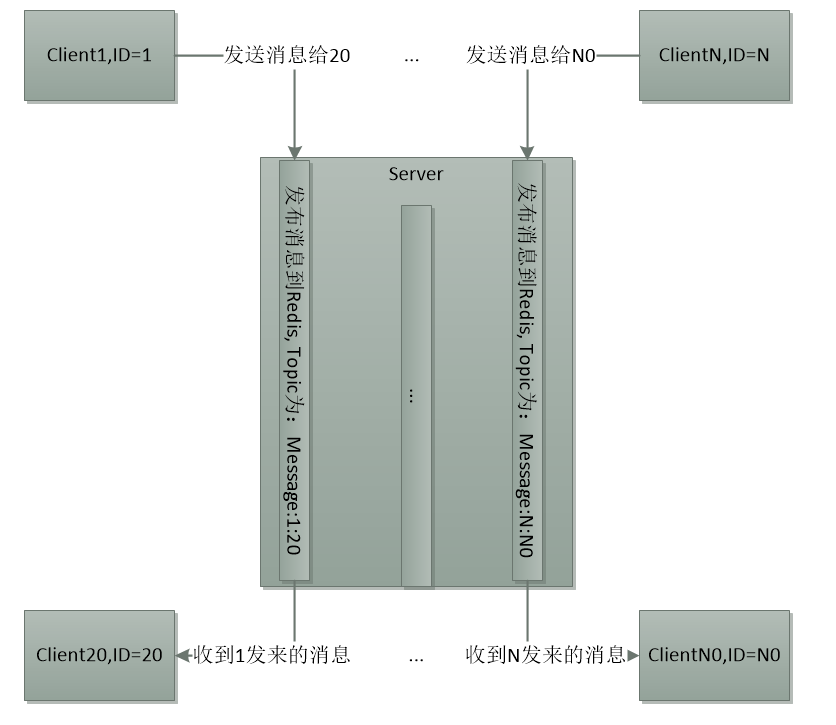 Client1,ID=1
发送消息给20
...
发送消息给N0
ClientN,ID=N
Server
发布消息到Redis, Topic为：Message:1:20
...
发布消息到Redis, Topic为：Message:N:N0
Client20,ID=20
收到1发来的消息
...
收到N发来的消息
ClientN0,ID=N0